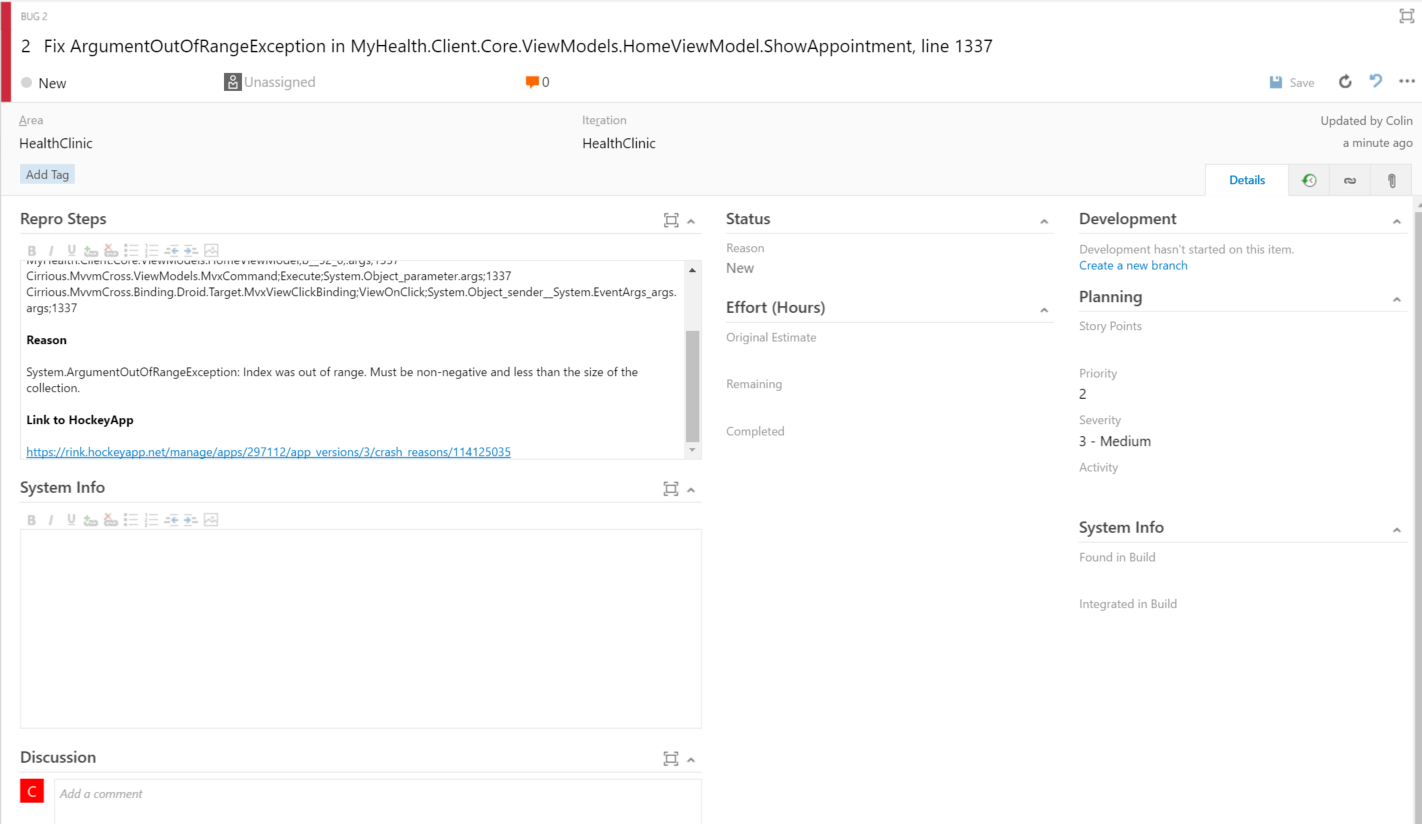 BUG 2
2 Fix ArgumentOutOfRangeException in MyHealth.Client.Core.ViewModels.HomeViewModel.ShowAppointment, line 1337
New
Unassigned
0
Save
Area
HealthClinic
Iteration
HealthClinic
Updated by Colin
a minute ago
Add Tag
Details
Repro Steps
B I U
MyHealth.Client.Core.ViewModels.HomeViewModel;
Cirrious.MvvmCross.ViewModels.MvxCommand;Execute;System.Object_parameter.args;1337
Cirrious.MvvmCross.Binding.Droid.Target.MvxViewClickBinding;ViewOnClick;System.Object_sender__System.EventArgs_args.
args;1337
Reason
System.ArgumentOutOfRangeException: Index was out of range. Must be non-negative and less than the size of the
collection.
Link to HockeyApp
https://rink.hockeyapp.net/manage/apps/297112/app_versions/3/crash_reasons/114125035
System Info
B I U
Discussion
C
Add a comment
Status
Reason
New
Effort (Hours)
Original Estimate
Remaining
Completed
Development
Development hasn't started on this item.
Create a new branch
Planning
Story Points
Priority
2
Severity
3 - Medium
Activity
System Info
Found in Build
Integrated in Build